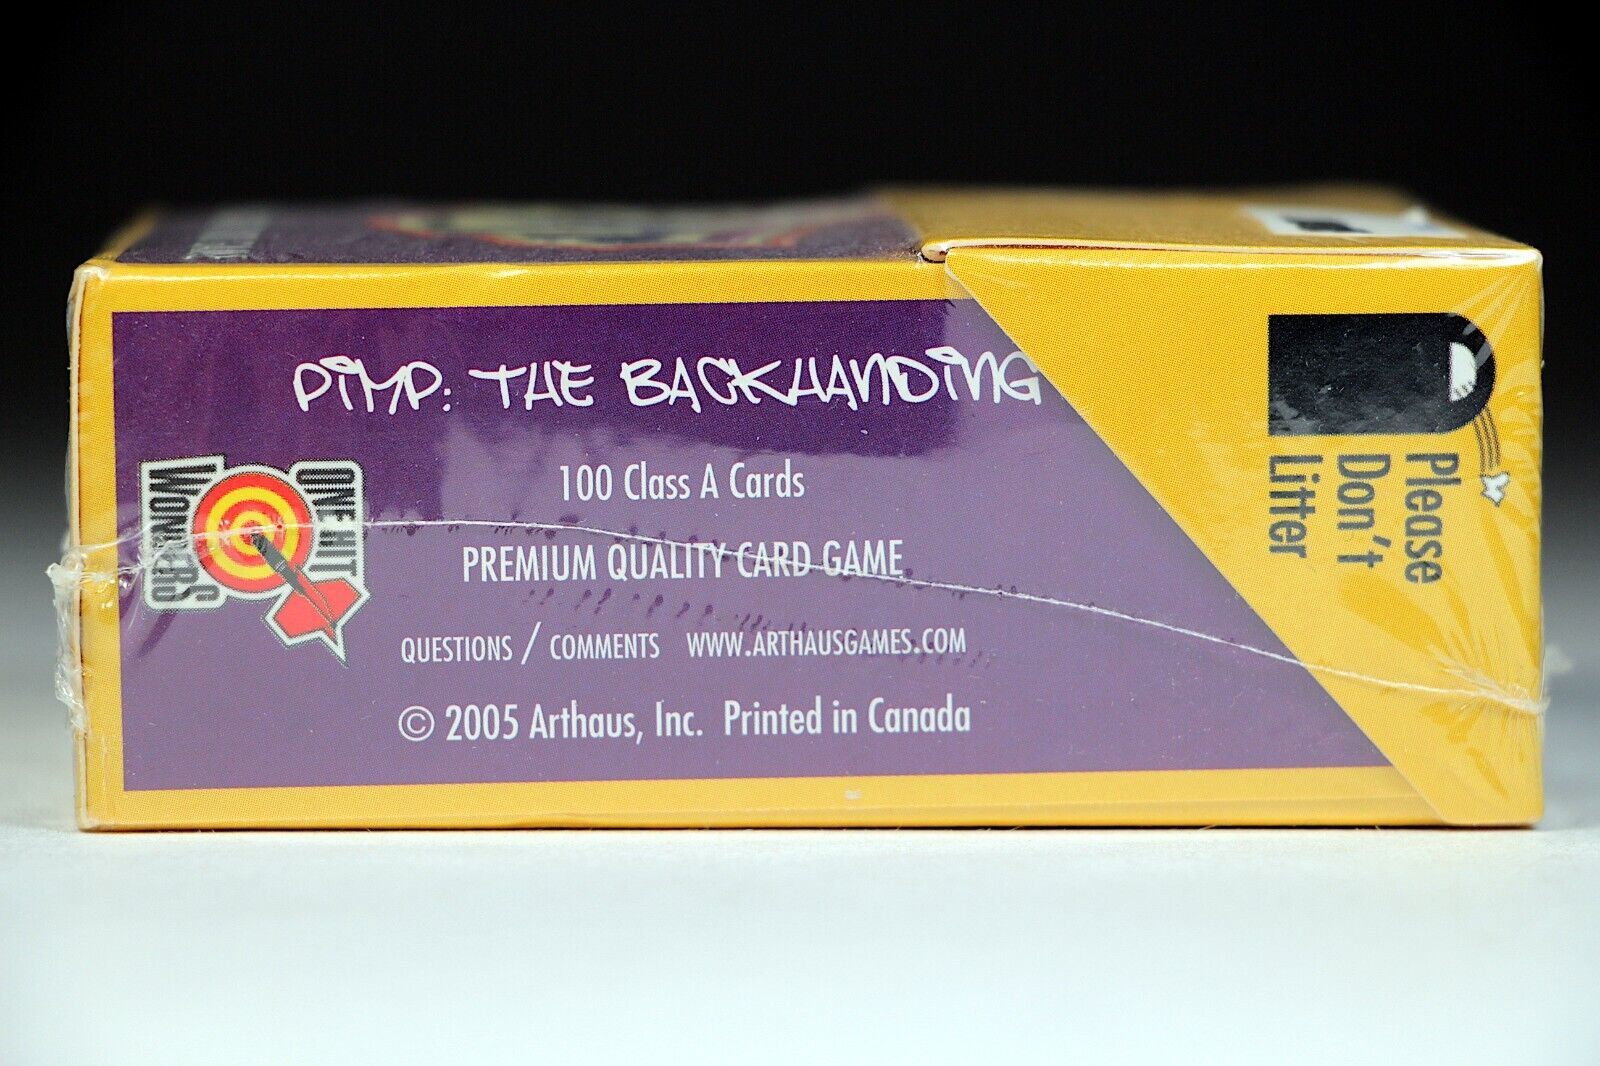 PIMP: THE BACKHANDING
100 Class A Cards
PREMIUM QUALITY CARD GAME
QUESTIONS / COMMENTS WWW.ARTHAUSGAMES.COM
© 2005 Arthaus, Inc. Printed in Canada
ONE HIT
WONDERS
Please
Don't
Litter